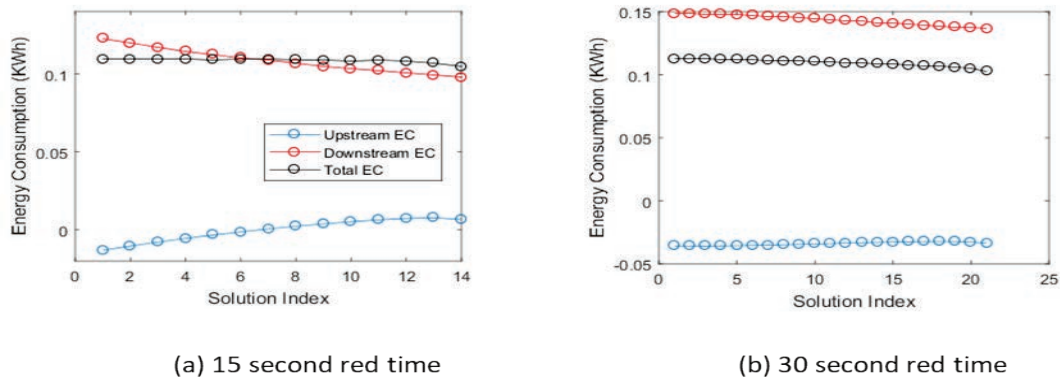 Energy Consumption (KWh)
0.1
0.05
0
0
2
4
6
8
10
12
14
Solution Index
Upstream EC
Downstream EC
Total EC
(a) 15 second red time
Energy Consumption (KWh)
0.15
0.1
0.05
0
-0.05
0
5
10
15
20
25
Solution Index
(b) 30 second red time